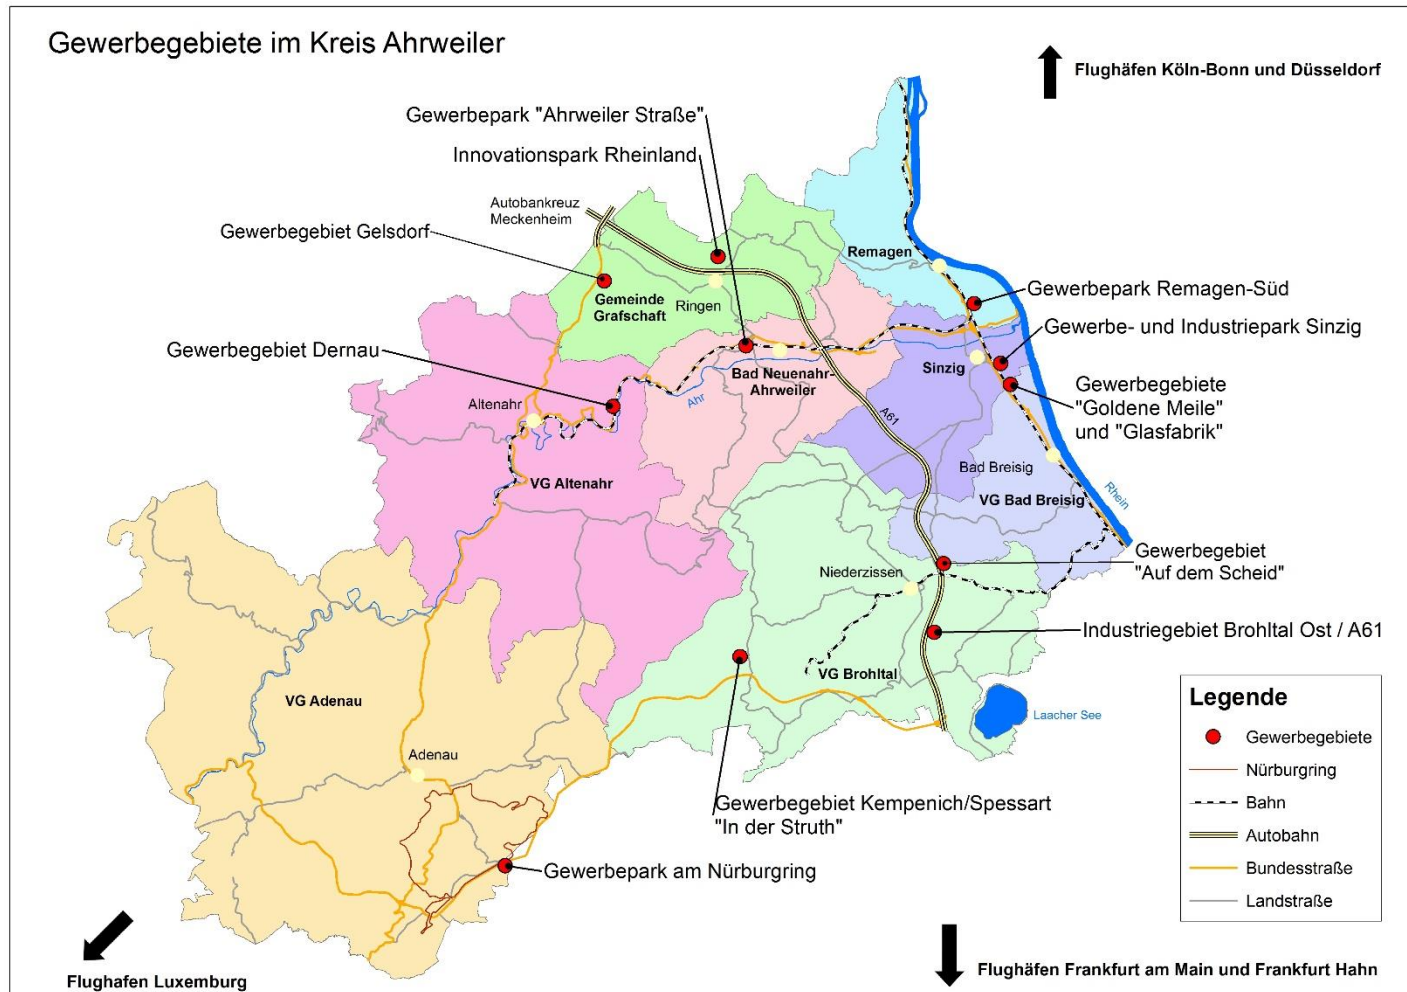 Gewerbegebiete im Kreis Ahrweiler
Flughäfen Köln-Bonn und Düsseldorf
Gewerbepark "Ahrweiler Straße"
Innovationspark Rheinland
Autobankreuz
Meckenheim
Gewerbegebiet Gelsdorf
Remagen
Gemeinde
Grafschaft
Ringen
Gewerbepark Remagen-Süd
Gewerbe- und Industriepark Sinzig
Gewerbegebiet Dernau
Bad Neuenahr-
Ahrweiler
Sinzig
Gewerbegebiete
"Goldene Meile"
und "Glasfabrik"
Altenahr
Ahr
A61
VG Altenahr
Bad Breisig
VG Bad Breisig
Rhein
Gewerbegebiet
"Auf dem Scheid"
Niederzissen
Industriegebiet Brohltal Ost / A61
VG Brohltal
VG Adenau
Laacher See
Adenau
Gewerbegebiet Kempenich/Spessart
"In der Struth"
Gewerbepark am Nürburgring
Legende
Gewerbegebiete
Nürburgring
Bahn
Autobahn
Bundesstraße
Landstraße
Flughafen Luxemburg
Flughäfen Frankfurt am Main und Frankfurt Hahn